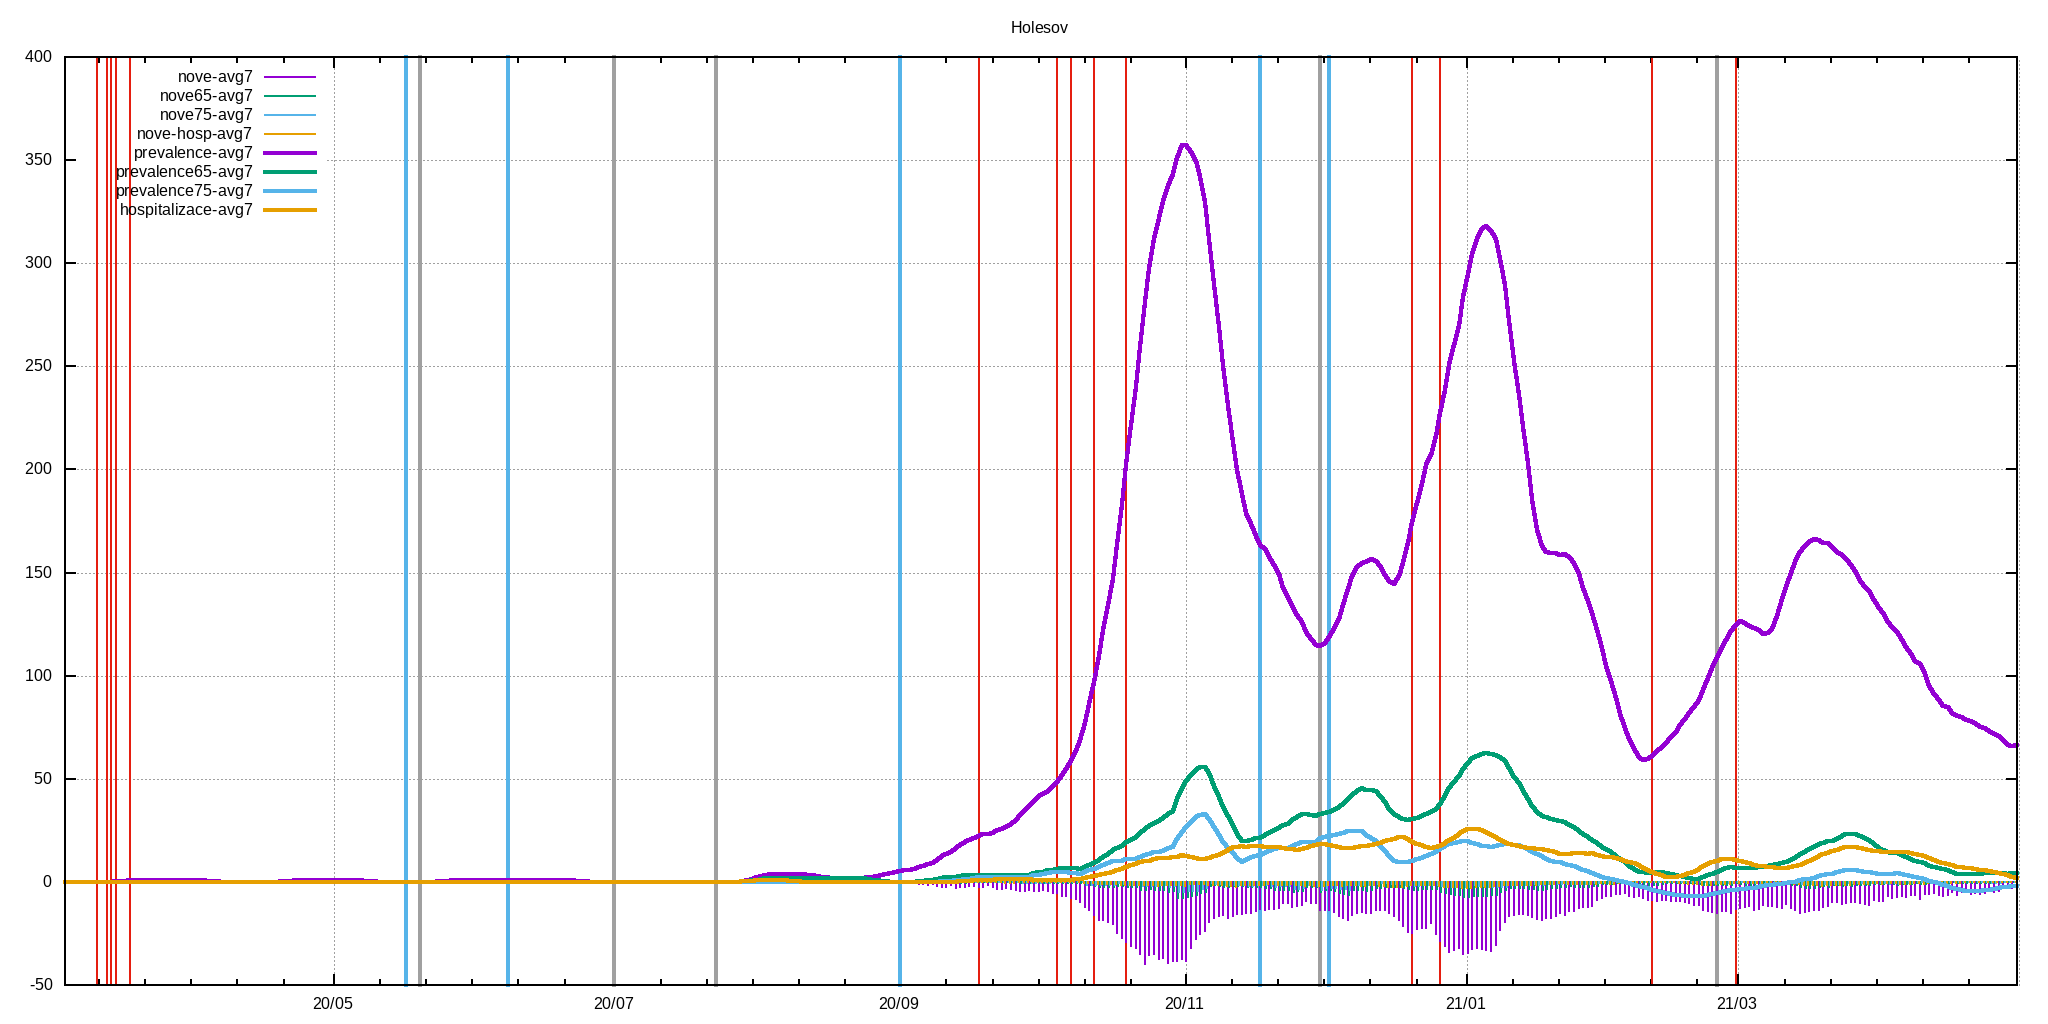 Holesov
400
350
300
250
200
150
100
50
0
-50
nove-avg7
nove65-avg7
nove75-avg7
nove-hosp-avg7
prevalence-avg7
prevalence65-avg7
prevalence75-avg7
hospitalizace-avg7
20/05
20/07
20/09
20/11
21/01
21/03